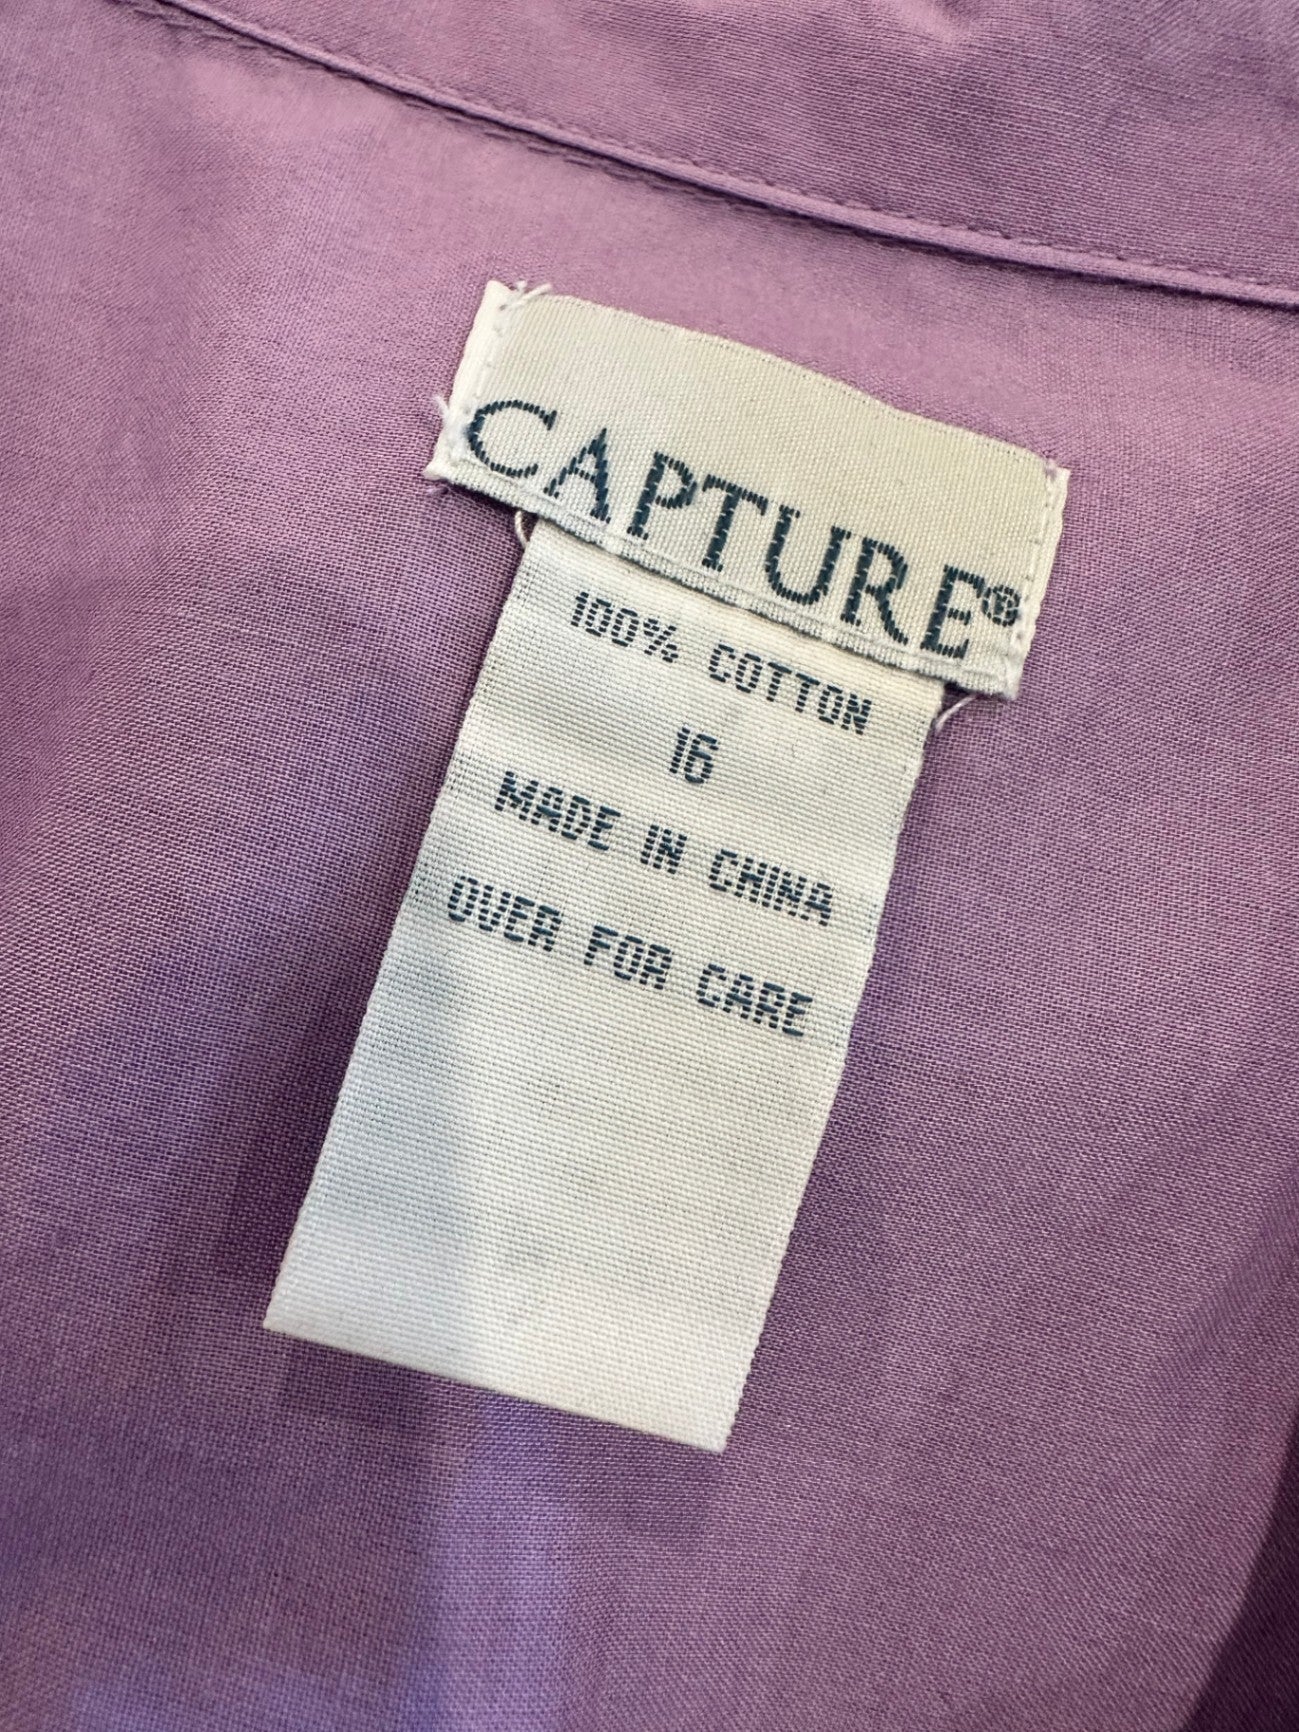 CAPTURE®
100% COTTON
16
MADE IN CHINA
OVER FOR CARE